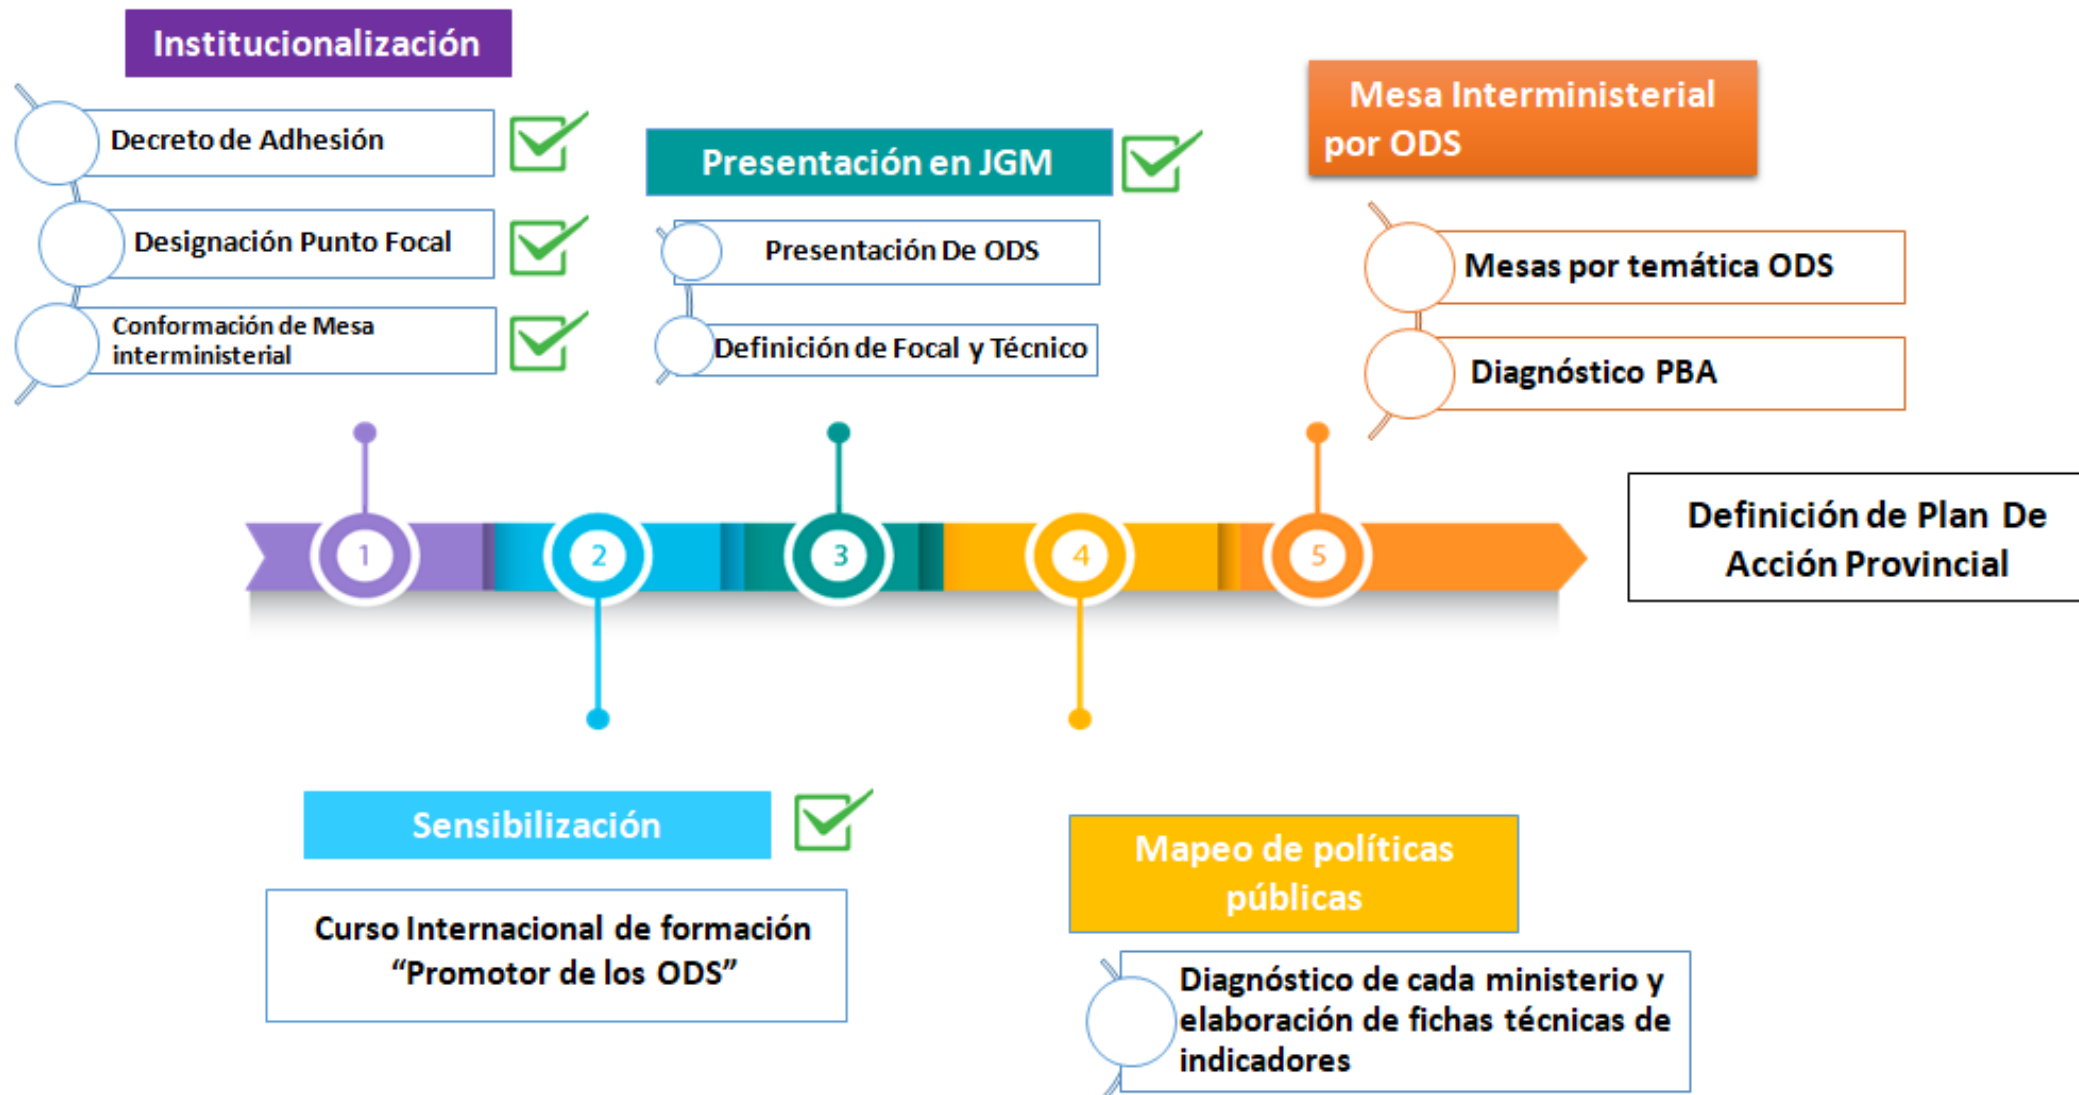 Institucionalización
Decreto de Adhesión
Designación Punto Focal
Conformación de Mesa
interministerial
Presentación en JGM
Presentación De ODS
Definición de Focal y Técnico
Mesa Interministerial
por ODS
Mesas por temática ODS
Diagnóstico PBA
1
2
3
4
5
Definición de Plan De
Acción Provincial
Sensibilización
Curso Internacional de formación
“Promotor de los ODS”
Mapeo de políticas
públicas
Diagnóstico de cada ministerio y
elaboración de fichas técnicas de
indicadores